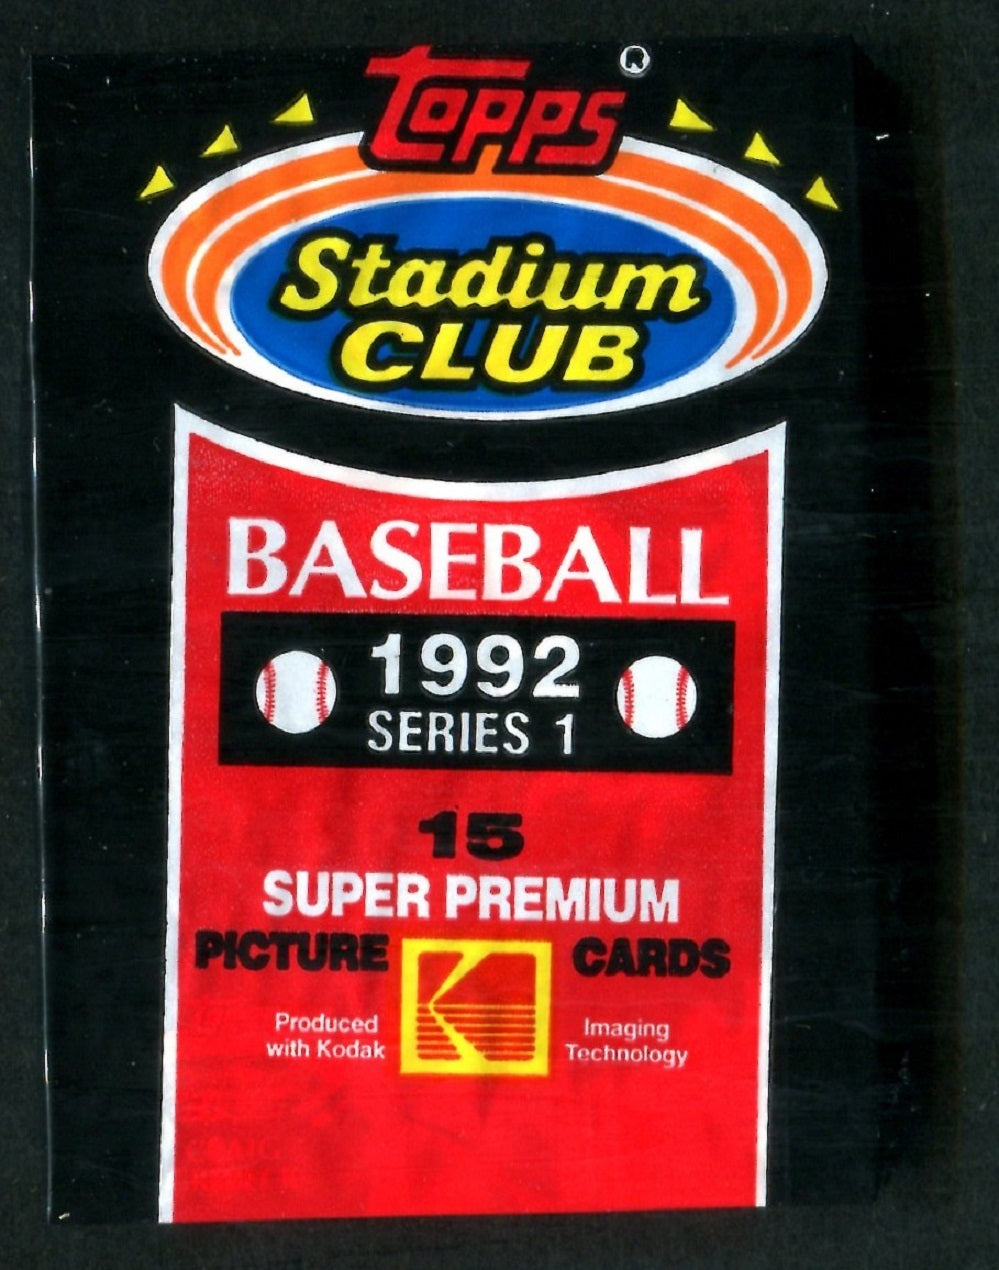 Topps ®
Stadium
CLUB
BASEBALL
1992
SERIES 1
15
SUPER PREMIUM
PICTURE CARDS
Produced
with Kodak
Imaging
Technology